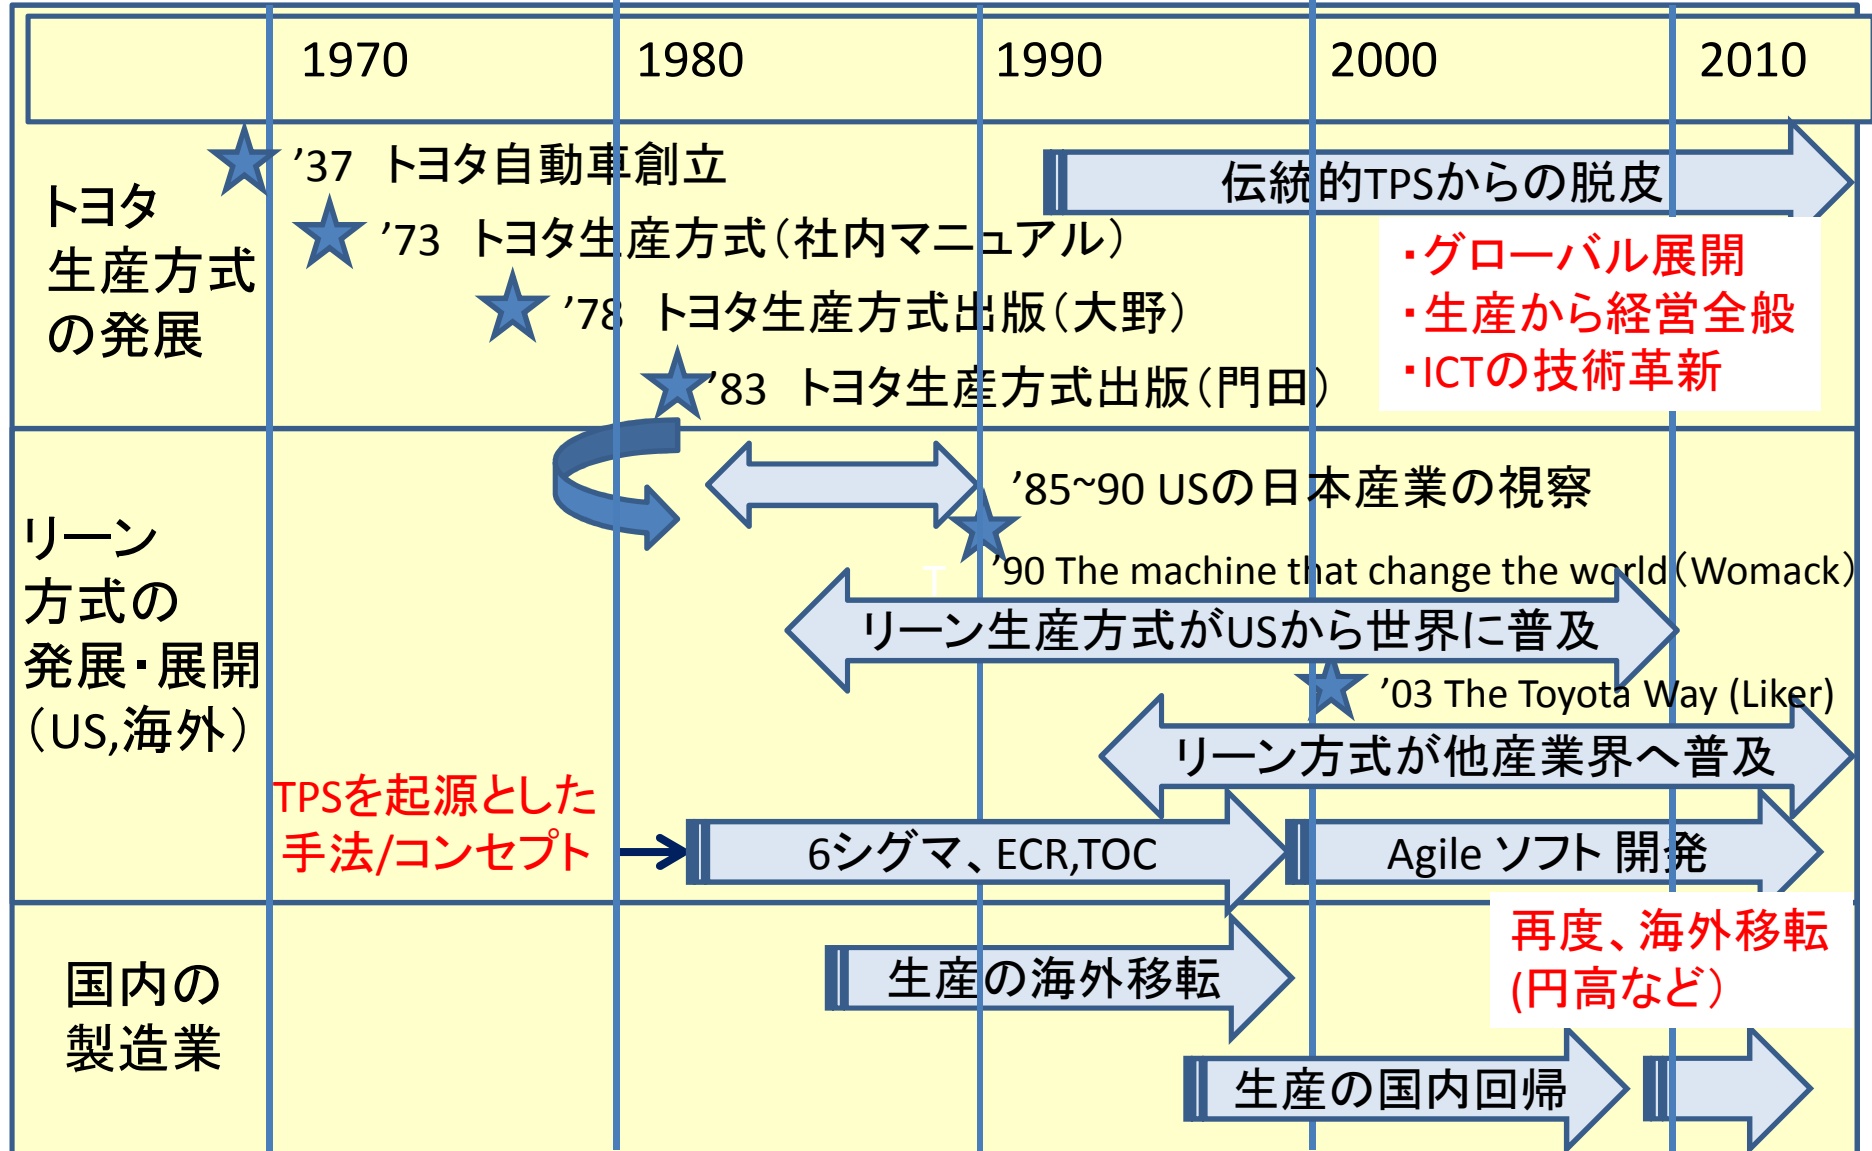 1970 1980 1990 2000 2010
トヨタ
生産方式
の発展
’37 トヨタ自動車創立
’73 トヨタ生産方式（社内マニュアル）
’78 トヨタ生産方式出版（大野）
’83 トヨタ生産方式出版（門田）
伝統的TPSからの脱皮
・グローバル展開
・生産から経営全般
・ICTの技術革新
リーン
方式の
発展・展開
（US,海外）
’85~90 USの日本産業の視察
T
’90 The machine that change the world（Womack）
リーン生産方式がUSから世界に普及
’03 The Toyota Way (Liker)
リーン方式が他産業界へ普及
TPSを起源とした
手法/コンセプト
6シグマ、ECR,TOC
Agile ソフト 開発
国内の
製造業
生産の海外移転
再度、海外移転
(円高など）
生産の国内回帰